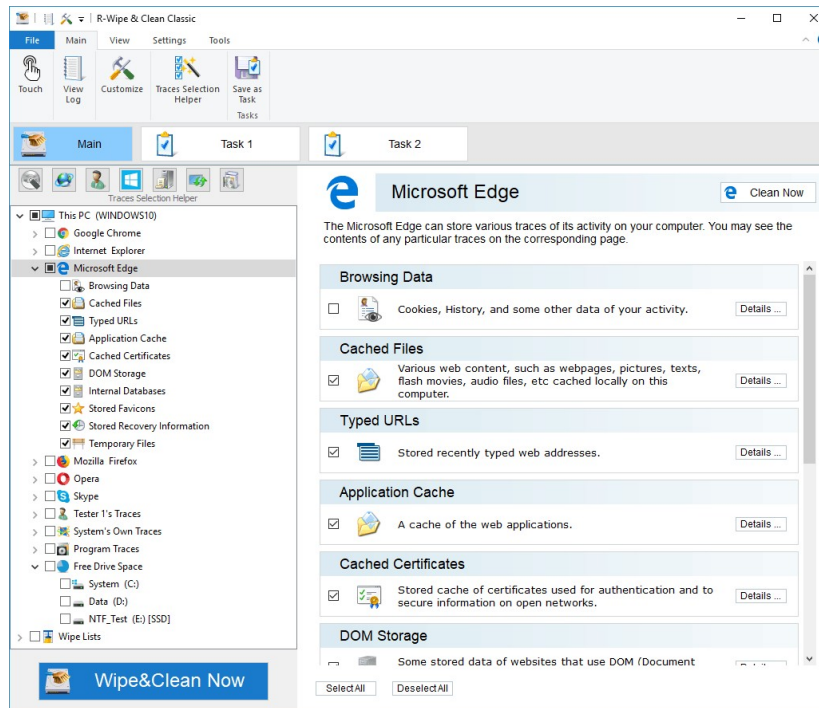 R-Wipe & Clean Classic
File Main View Settings Tools
Touch
View Log
Customize
Traces Selection Helper
Save as Task
Tasks
Main
Task 1
Task 2
Traces Selection Helper
This PC (WINDOWS10)
Google Chrome
Internet Explorer
Microsoft Edge
Browsing Data
Cached Files
Typed URLs
Application Cache
Cached Certificates
DOM Storage
Internal Databases
Stored Favicons
Stored Recovery Information
Temporary Files
Mozilla Firefox
Opera
Skype
Tester 1's Traces
System's Own Traces
Program Traces
Free Drive Space
System (C:)
Data (D:)
NTF_Test (E:) [SSD]
Wipe Lists
Wipe&Clean Now
Microsoft Edge
Clean Now
The Microsoft Edge can store various traces of its activity on your computer. You may see the
contents of any particular traces on the corresponding page.
Browsing Data
Cookies, History, and some other data of your activity.
Details ...
Cached Files
Various web content, such as webpages, pictures, texts,
flash movies, audio files, etc cached locally on this
computer.
Details ...
Typed URLs
Stored recently typed web addresses.
Details ...
Application Cache
A cache of the web applications.
Details ...
Cached Certificates
Stored cache of certificates used for authentication and to
secure information on open networks.
Details ...
DOM Storage
Some stored data of websites that use DOM (Document
Select All
Deselect All